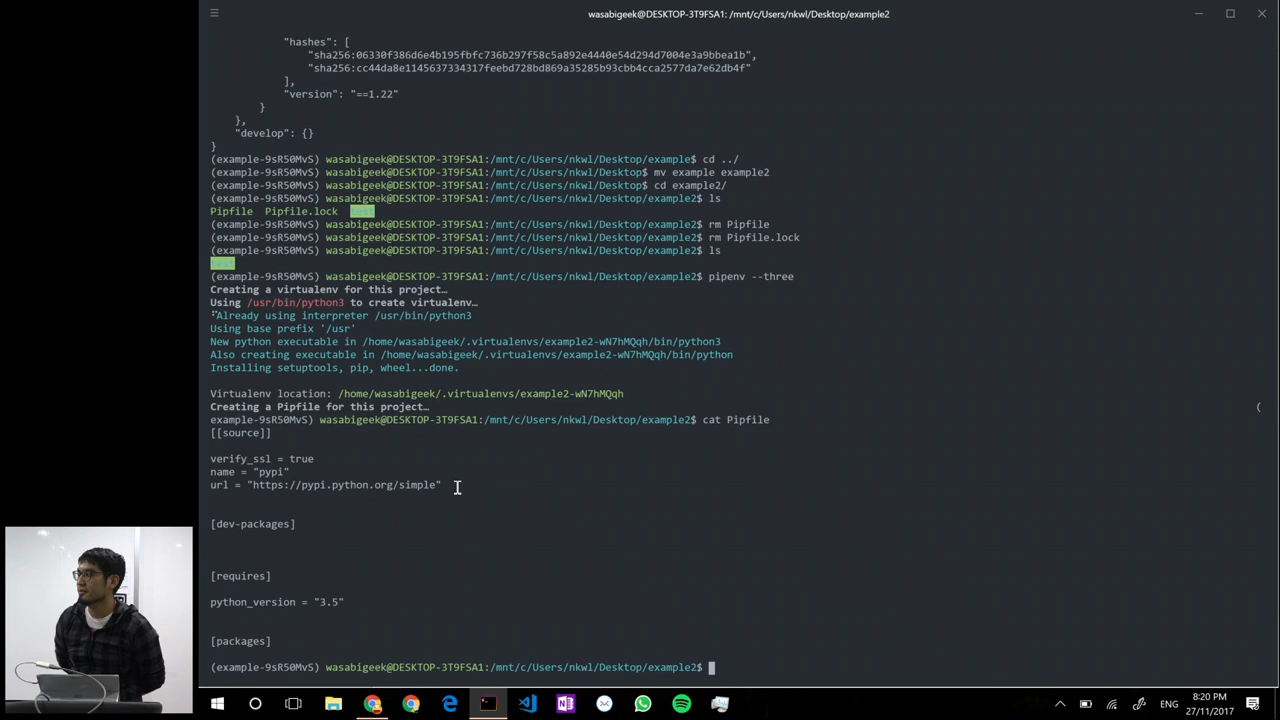 wasabigeek@DESKTOP-3T9FSA1: /mnt/c/Users/nkwl/Desktop/example2
"hashes": [
"sha256:06330f386d6e4b195fbfc736b297f58c5a892e4440e54d294d7004e3a9bbea1b",
"sha256:cc44da8e1145637334317feebd728bd869a35285b93cbb4cca2577da7e62db4f"
],
"version": "==1.22"
}
},
"develop": {}
}
(example-9sR50MvS) wasabigeek@DESKTOP-3T9FSA1:/mnt/c/Users/nkwl/Desktop/example$ cd ../
(example-9sR50MvS) wasabigeek@DESKTOP-3T9FSA1:/mnt/c/Users/nkwl/Desktop$ mv example example2
(example-9sR50MvS) wasabigeek@DESKTOP-3T9FSA1:/mnt/c/Users/nkwl/Desktop$ cd example2/
(example-9sR50MvS) wasabigeek@DESKTOP-3T9FSA1:/mnt/c/Users/nkwl/Desktop/example2$ ls
Pipfile  Pipfile.lock  test
(example-9sR50MvS) wasabigeek@DESKTOP-3T9FSA1:/mnt/c/Users/nkwl/Desktop/example2$ rm Pipfile
(example-9sR50MvS) wasabigeek@DESKTOP-3T9FSA1:/mnt/c/Users/nkwl/Desktop/example2$ rm Pipfile.lock
(example-9sR50MvS) wasabigeek@DESKTOP-3T9FSA1:/mnt/c/Users/nkwl/Desktop/example2$ ls
test
(example-9sR50MvS) wasabigeek@DESKTOP-3T9FSA1:/mnt/c/Users/nkwl/Desktop/example2$ pipenv --three
Creating a virtualenv for this project…
Using /usr/bin/python3 to create virtualenv…
⠋Already using interpreter /usr/bin/python3
Using base prefix '/usr'
New python executable in /home/wasabigeek/.virtualenvs/example2-wN7hMQqh/bin/python3
Also creating executable in /home/wasabigeek/.virtualenvs/example2-wN7hMQqh/bin/python
Installing setuptools, pip, wheel...done.
Virtualenv location: /home/wasabigeek/.virtualenvs/example2-wN7hMQqh
Creating a Pipfile for this project… (
example-9sR50MvS) wasabigeek@DESKTOP-3T9FSA1:/mnt/c/Users/nkwl/Desktop/example2$ cat Pipfile
[[source]]
verify_ssl = true
name = "pypi"
url = "https://pypi.python.org/simple"
[dev-packages]
[requires]
python_version = "3.5"
[packages]
(example-9sR50MvS) wasabigeek@DESKTOP-3T9FSA1:/mnt/c/Users/nkwl/Desktop/example2$
ENG
8:20 PM
27/11/2017